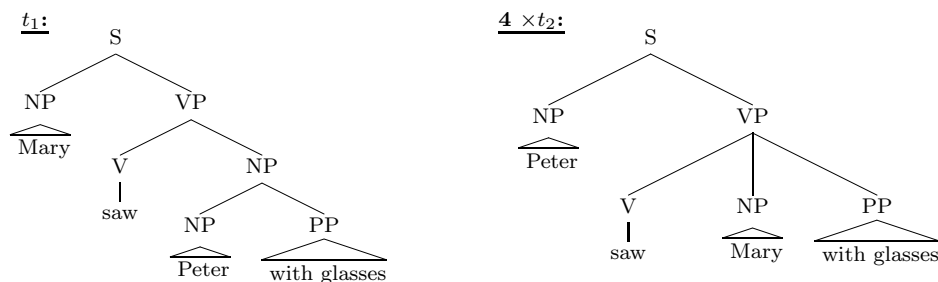 t₁:
S
NP VP
Mary
V NP
saw
NP PP
Peter
with glasses
4 ×t₂:
S
NP VP
Peter
V NP PP
saw
Mary
with glasses